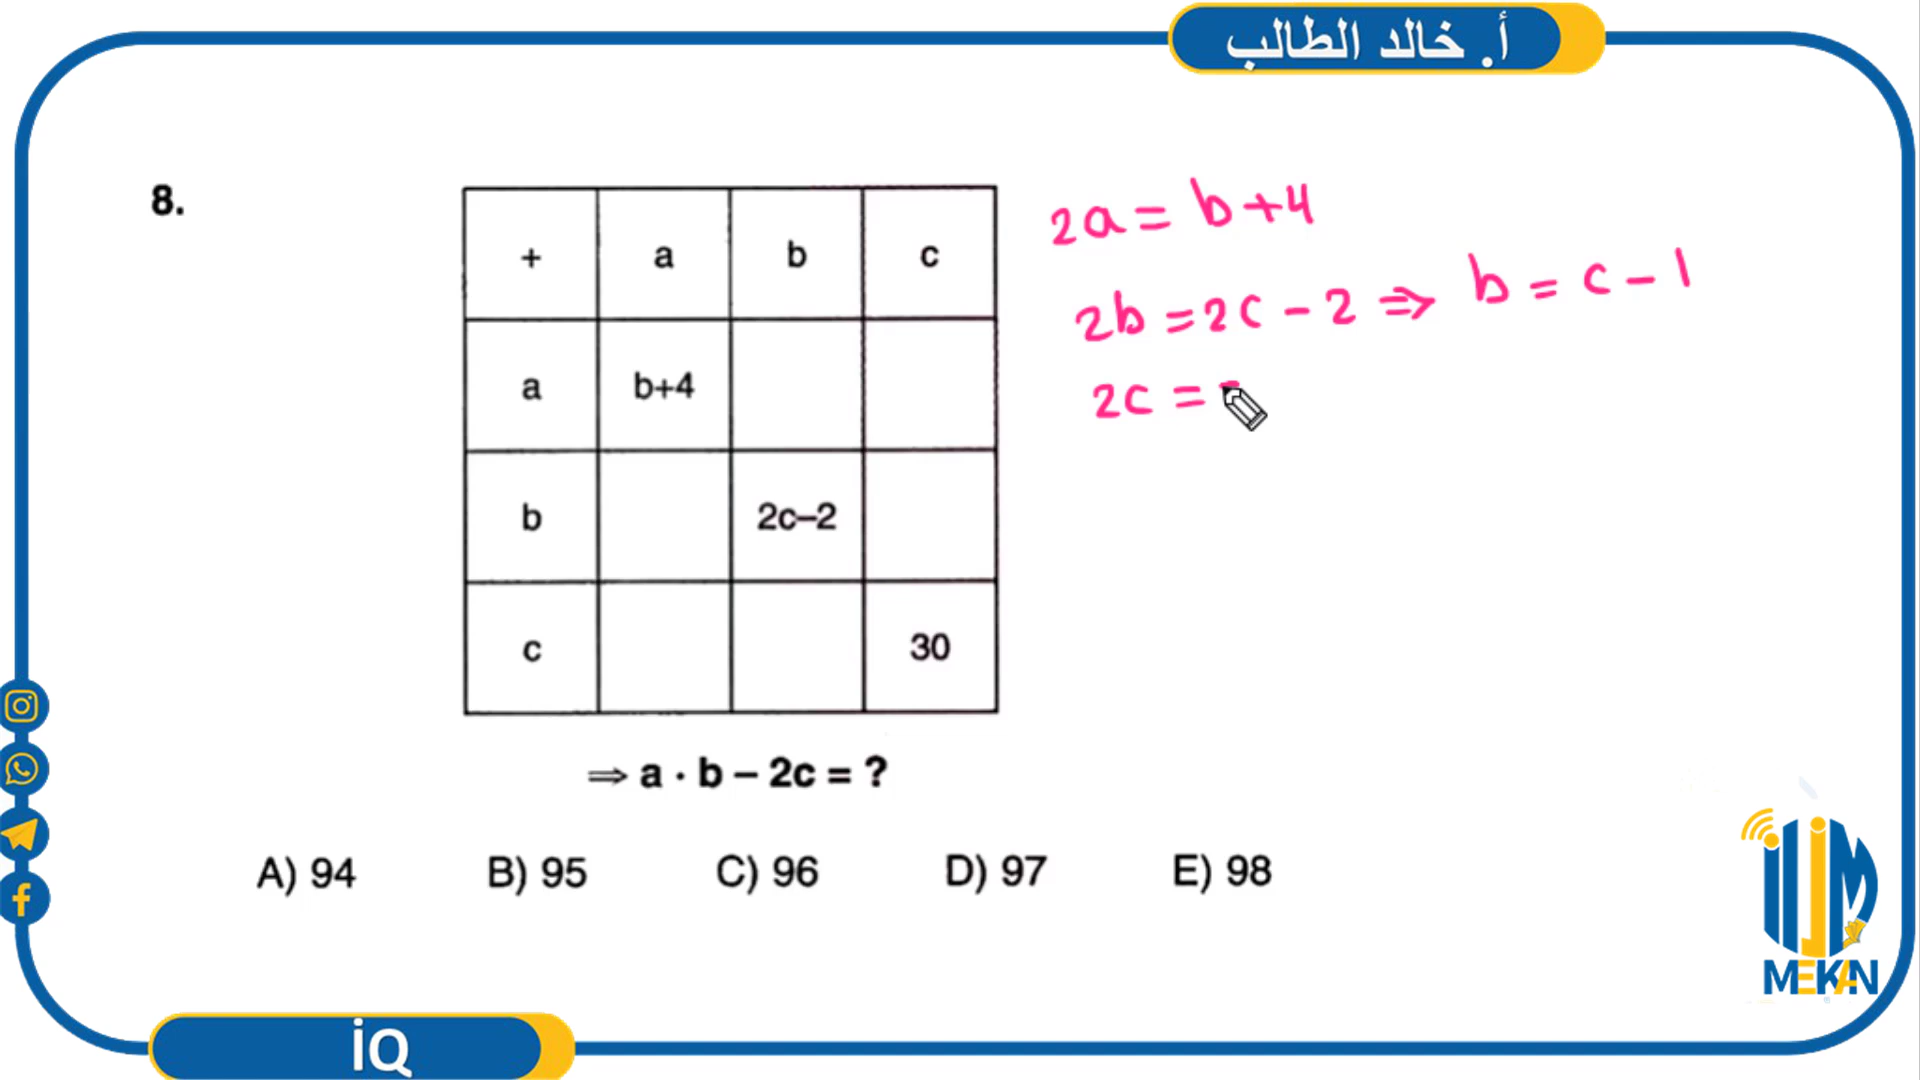 أ. خالد الطالب
8.
+ a b c
a b+4
b 2c–2
c 30
2a = b+4
2b = 2c - 2 ⇒ b = c - 1
2c =
⇒ a · b – 2c = ?
A) 94 B) 95 C) 96 D) 97 E) 98
MEKAN
İQ